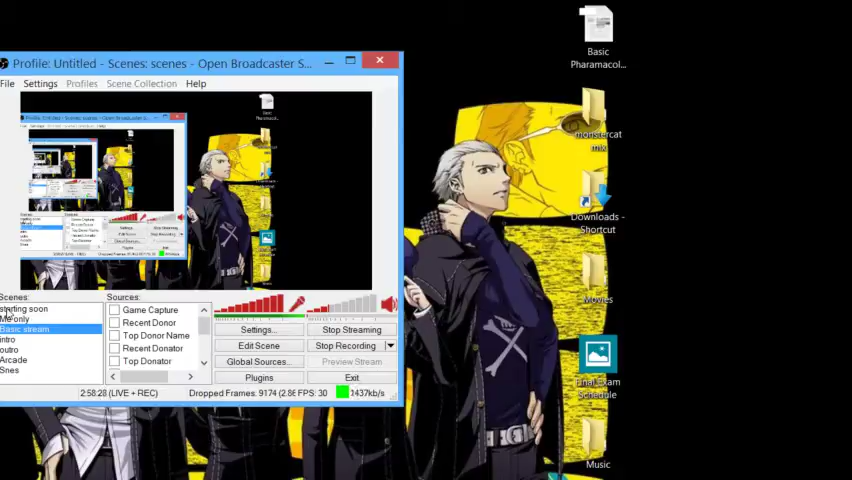 Profile: Untitled - Scenes: scenes - Open Broadcaster S...
File Settings Profiles Scene Collection Help
Scenes:
starting soon
Me only
Basic stream
intro
outro
Arcade
Snes
Sources:
Game Capture
Recent Donor
Top Donor Name
Recent Donator
Top Donator
Settings...
Stop Streaming
Edit Scene
Stop Recording
Global Sources...
Preview Stream
Plugins
Exit
2:58:28 (LIVE + REC)
Dropped Frames: 9174 (2.86
FPS: 30
1437kb/s
Basic
Pharamacol...
monstercat
mix
Downloads -
Shortcut
Movies
Final Exam
Schedule
Music